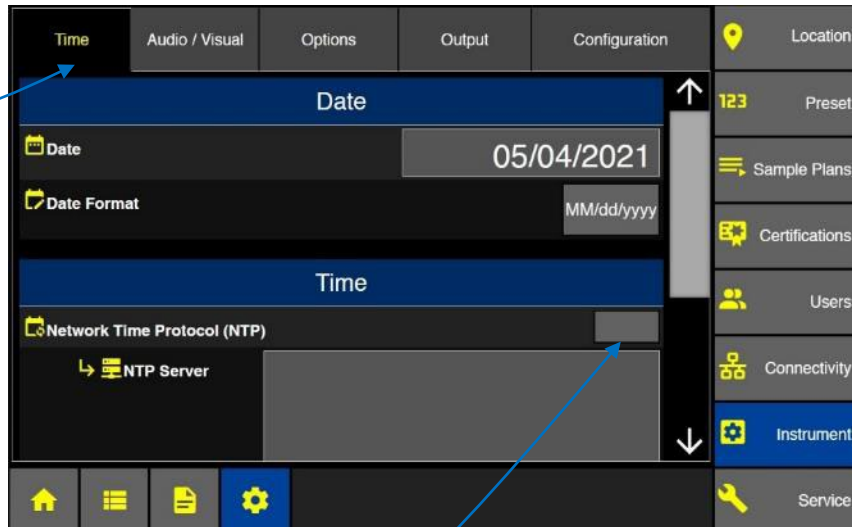 Time
Audio / Visual
Options
Output
Configuration
Date
Date
05/04/2021
Date Format
MM/dd/yyyy
Time
Network Time Protocol (NTP)
NTP Server
Location
123
Preset
Sample Plans
Certifications
Users
Connectivity
Instrument
Service